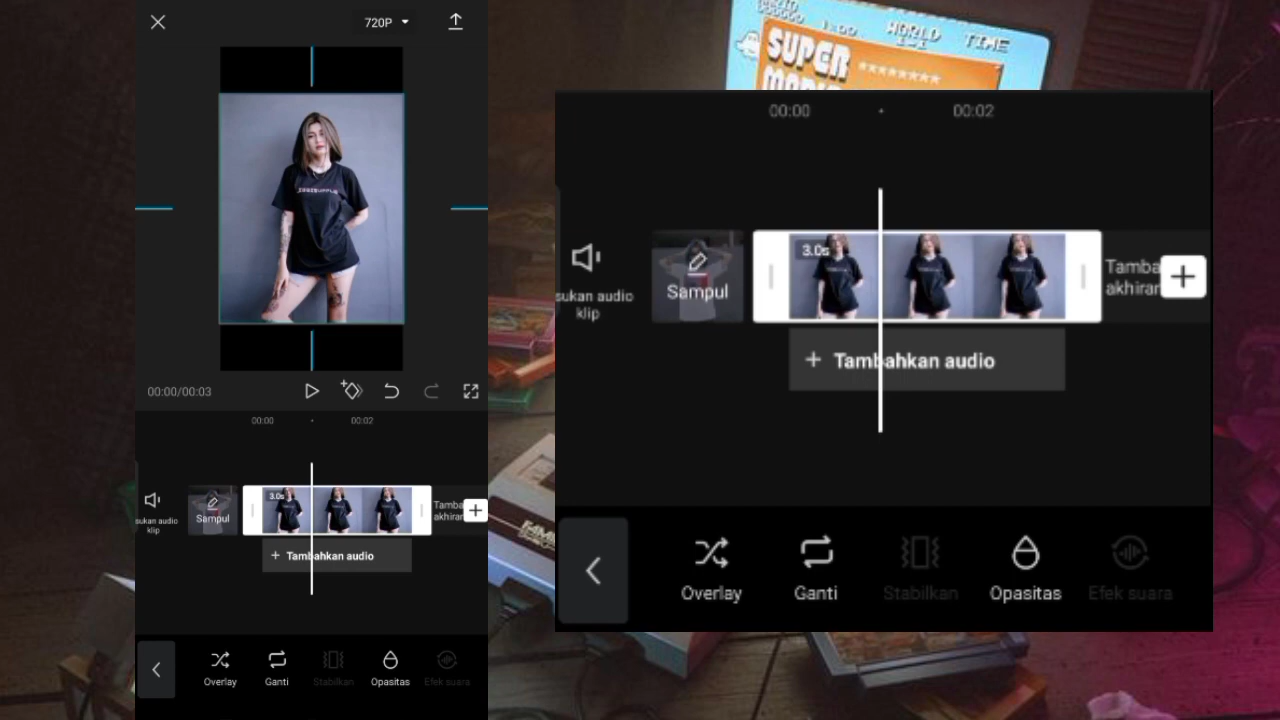 720P
00:00/00:03
00:00
00:02
sukan audio
klip
Sampul
3.0s
Tamba
akhiran
+ Tambahkan audio
Overlay
Ganti
Stabilkan
Opasitas
Efek suara
WORLD
TIME
SUPER
00:00
00:02
sukan audio
klip
Sampul
3.0s
Tamba
akhiran
+ Tambahkan audio
Overlay
Ganti
Stabilkan
Opasitas
Efek suara